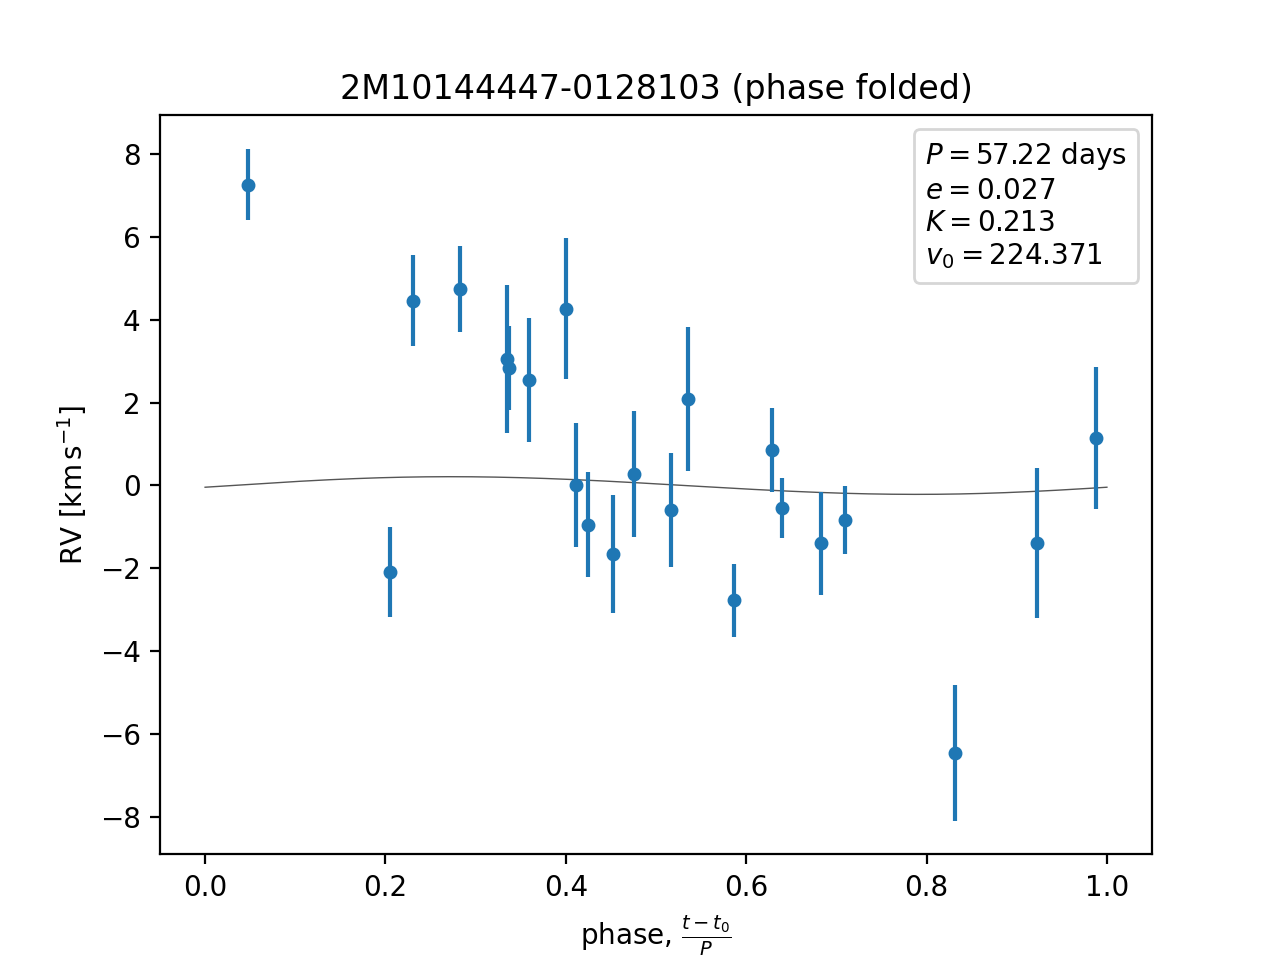 2M10144447-0128103 (phase folded)
P = 57.22 days
e = 0.027
K = 0.213
v₀ = 224.371
8
6
4
2
0
−2
−4
−6
−8
RV [km s⁻¹]
0.0 0.2 0.4 0.6 0.8 1.0
phase, (t − t₀)/P